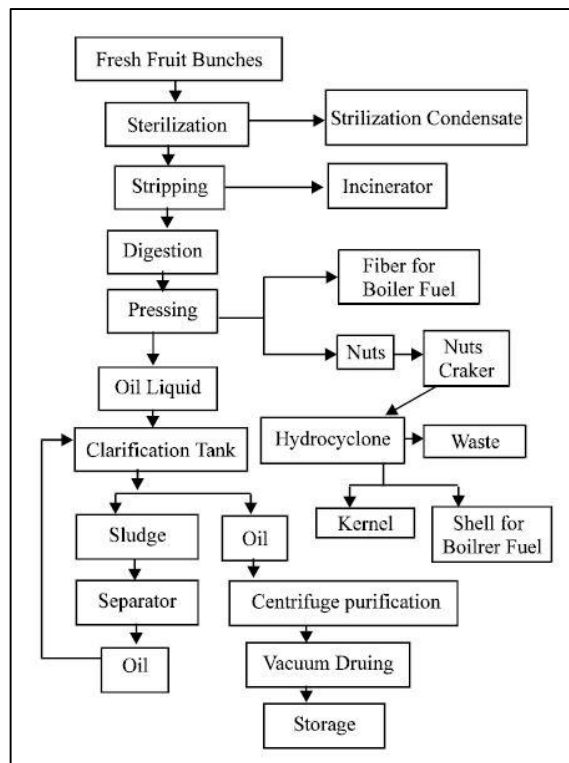 Fresh Fruit Bunches
Sterilization
Strilization Condensate
Stripping
Incinerator
Digestion
Fiber for
Boiler Fuel
Pressing
Nuts
Nuts
Craker
Oil Liquid
Hydrocyclone
Waste
Clarification Tank
Kernel
Shell for
Boilrer Fuel
Sludge
Oil
Separator
Centrifuge purification
Oil
Vacuum Druing
Storage